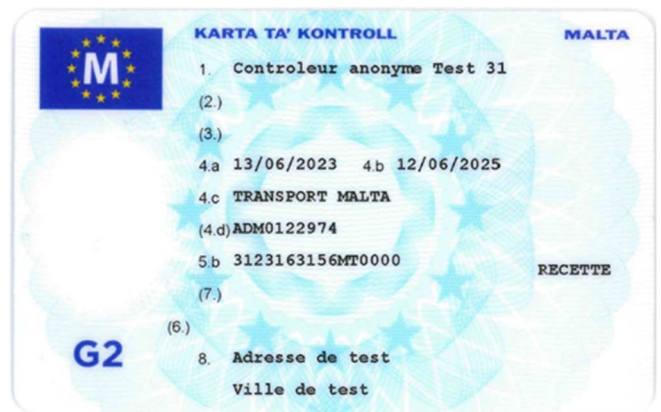 KARTA TA' KONTROLL MALTA
M
1. Controleur anonyme Test 31
(2.)
(3.)
4.a 13/06/2023 4.b 12/06/2025
4.c TRANSPORT MALTA
(4.d) ADM0122974
5.b 3123163156MT0000
RECETTE
(7.)
(6.)
G2
8. Adresse de test
Ville de test